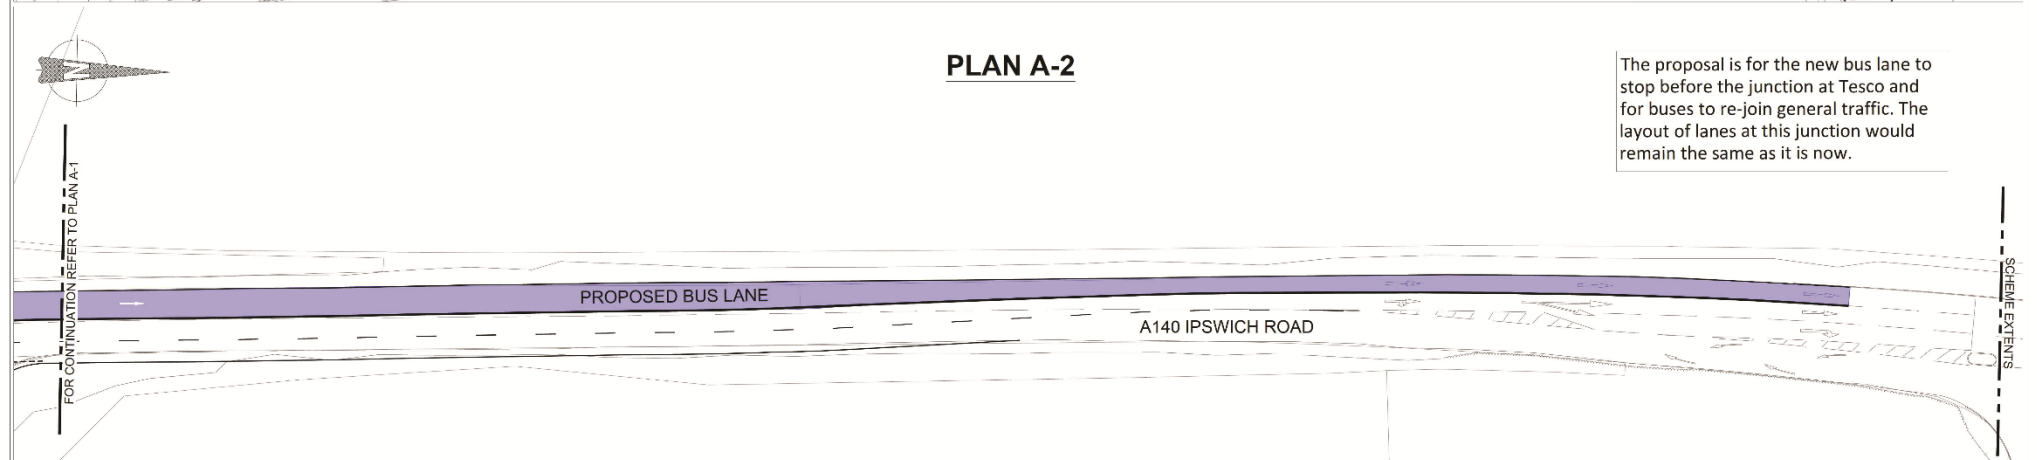 PLAN A-2
N
The proposal is for the new bus lane to
stop before the junction at Tesco and
for buses to re-join general traffic. The
layout of lanes at this junction would
remain the same as it is now.
FOR CONTINUATION REFER TO PLAN A-1
PROPOSED BUS LANE
A140 IPSWICH ROAD
SCHEME EXTENTS